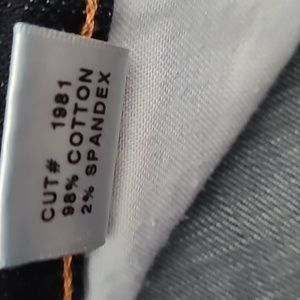 CUT# 1981
98% COTTON
2% SPANDEX